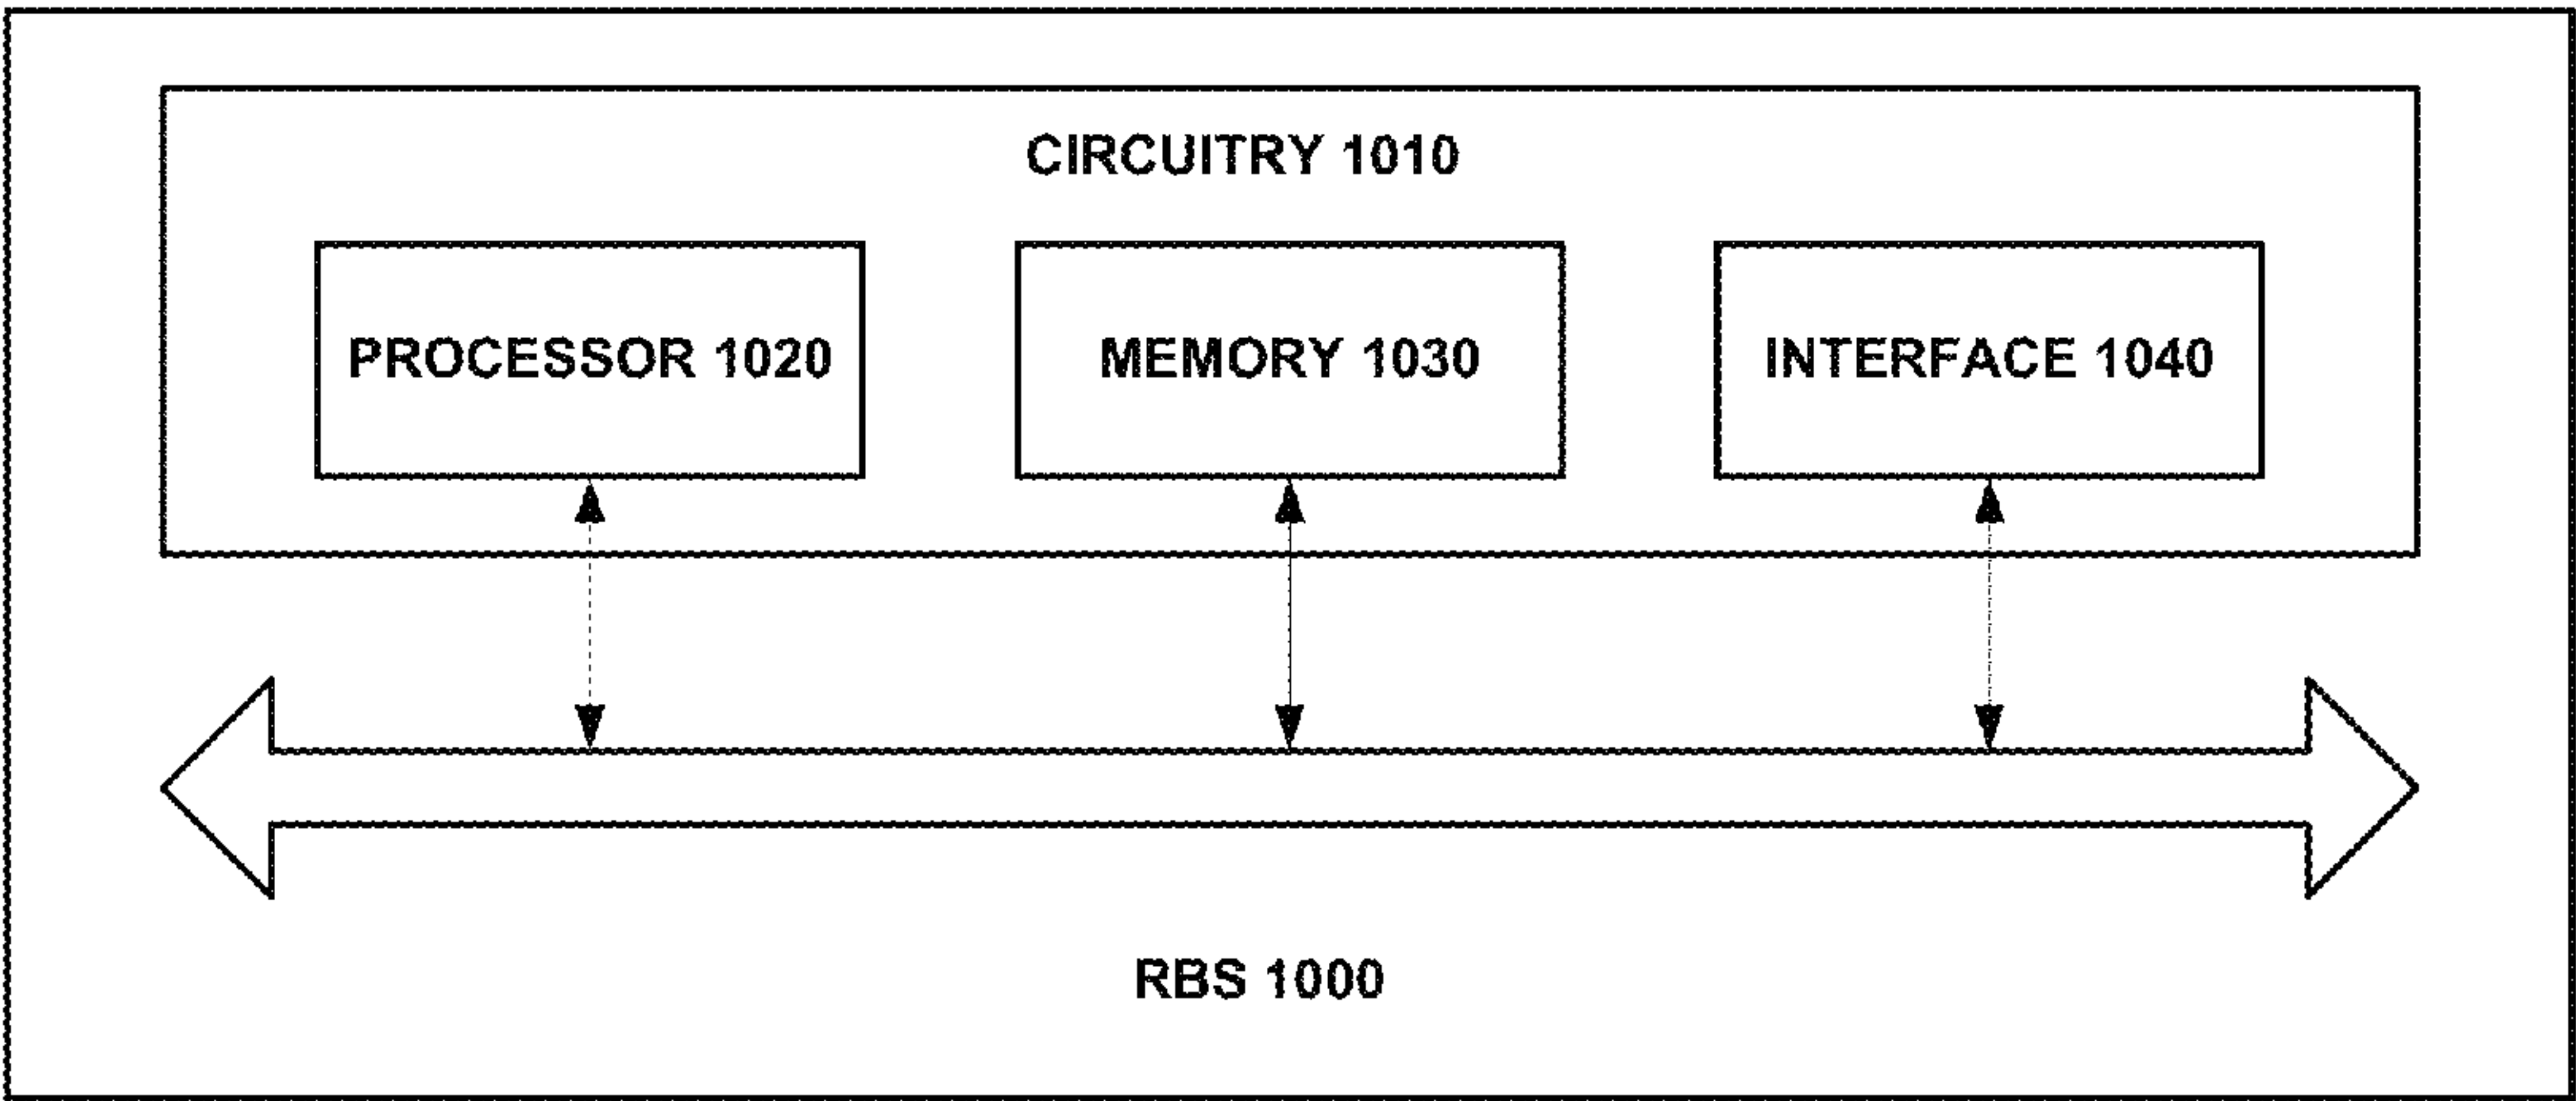 CIRCUITRY 1010
PROCESSOR 1020
MEMORY 1030
INTERFACE 1040
RBS 1000